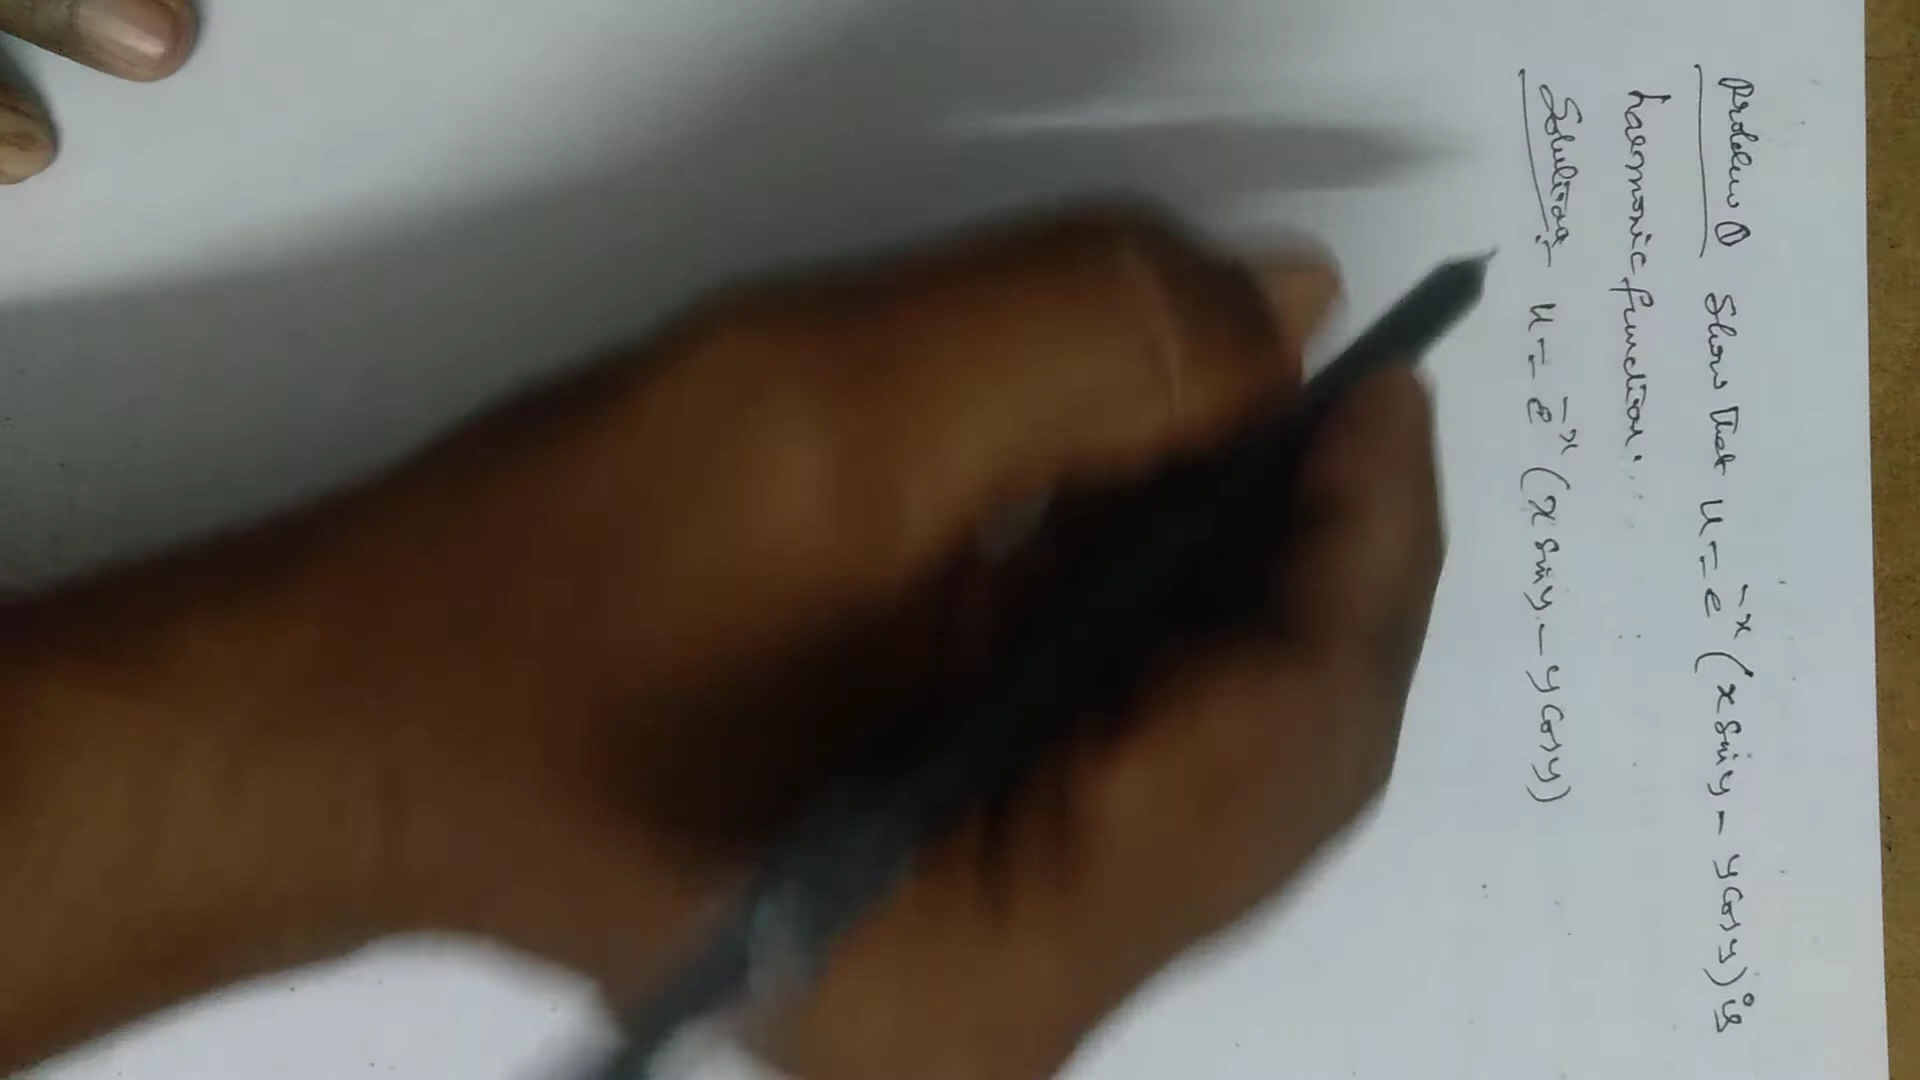 Problem ① Show that u = e^-x (x sin y - y cos y) is
harmonic function.
Solution :- u = e^-x (x sin y - y cos y)